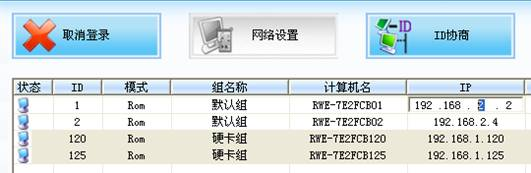 取消登录 网络设置 ID协商
状态 ID 模式 组名称 计算机名 IP
1 Rom 默认组 RWE-7E2FCB01 192 .168 . 2 . 2
2 Rom 默认组 RWE-7E2FCB02 192.168.2.4
120 Rom 硬卡组 RWE-7E2FCB120 192.168.1.120
125 Rom 硬卡组 RWE-7E2FCB125 192.168.1.125